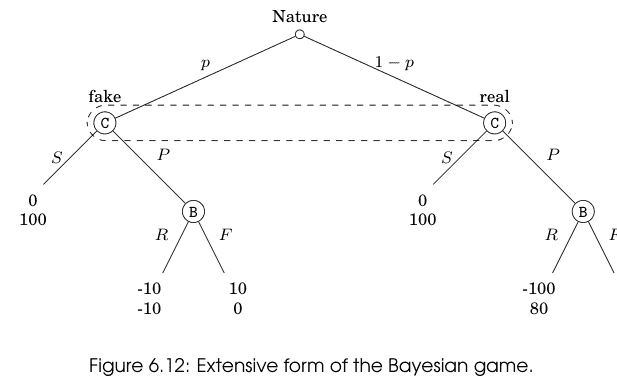 Nature
p 1 − p
fake real
C C
S P S P
0 0
100 100
B B
R F R
-10 10 -100
-10 0 80
Figure 6.12: Extensive form of the Bayesian game.